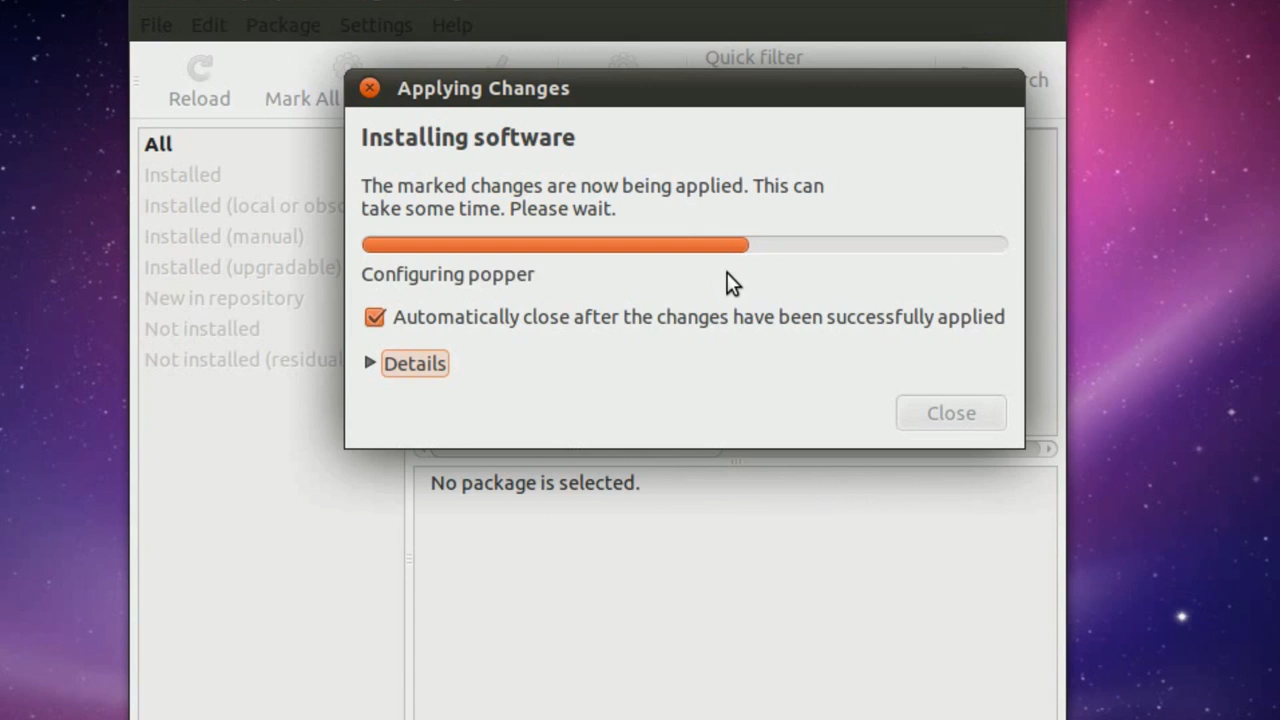 File Edit Package Settings Help
Quick filter
Reload Mark All
Applying Changes
Installing software
The marked changes are now being applied. This can
take some time. Please wait.
Configuring popper
Automatically close after the changes have been successfully applied
Details
Close
All
Installed
Installed (local or
Installed (manual)
Installed (upgradable)
New in repository
Not installed
Not installed (residual
No package is selected.